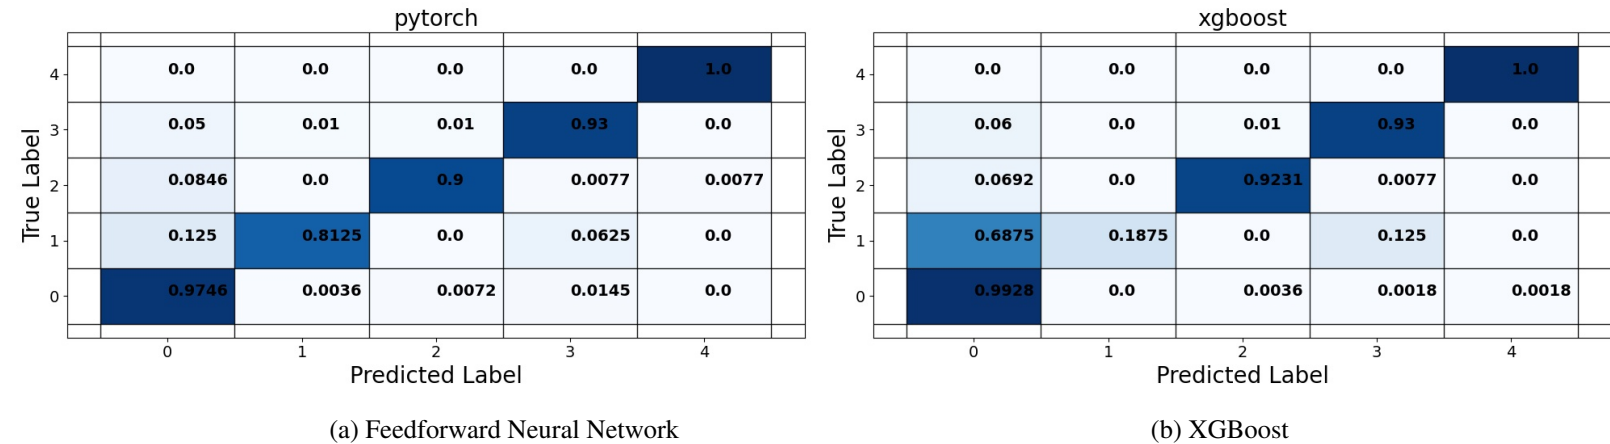 pytorch
4 0.0 0.0 0.0 0.0 1.0
3 0.05 0.01 0.01 0.93 0.0
2 0.0846 0.0 0.9 0.0077 0.0077
1 0.125 0.8125 0.0 0.0625 0.0
0 0.9746 0.0036 0.0072 0.0145 0.0
0 1 2 3 4
True Label
Predicted Label
(a) Feedforward Neural Network
xgboost
4 0.0 0.0 0.0 0.0 1.0
3 0.06 0.0 0.01 0.93 0.0
2 0.0692 0.0 0.9231 0.0077 0.0
1 0.6875 0.1875 0.0 0.125 0.0
0 0.9928 0.0 0.0036 0.0018 0.0018
0 1 2 3 4
True Label
Predicted Label
(b) XGBoost